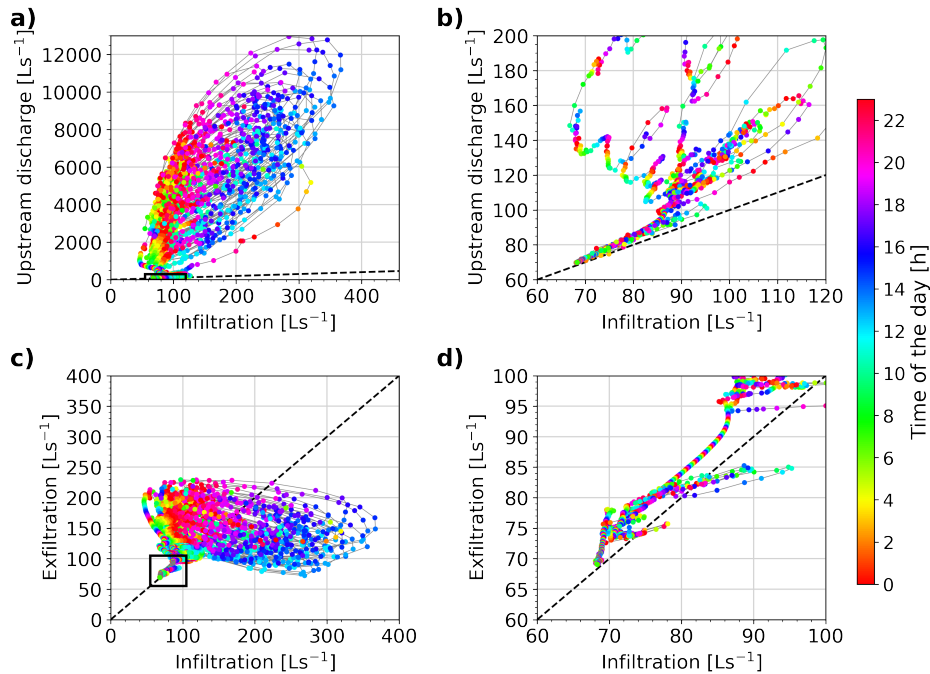 a)
b)
Upstream discharge [Ls⁻¹]
12000
10000
8000
6000
4000
2000
0
0 100 200 300 400
Infiltration [Ls⁻¹]
Upstream discharge [Ls⁻¹]
200
180
160
140
120
100
80
60
60 70 80 90 100 110 120
Infiltration [Ls⁻¹]
c)
d)
Exfiltration [Ls⁻¹]
400
350
300
250
200
150
100
50
0
0 100 200 300 400
Infiltration [Ls⁻¹]
Exfiltration [Ls⁻¹]
100
95
90
85
80
75
70
65
60
60 70 80 90 100
Infiltration [Ls⁻¹]
22
20
18
16
14
12
10
8
6
4
2
0
Time of the day [h]